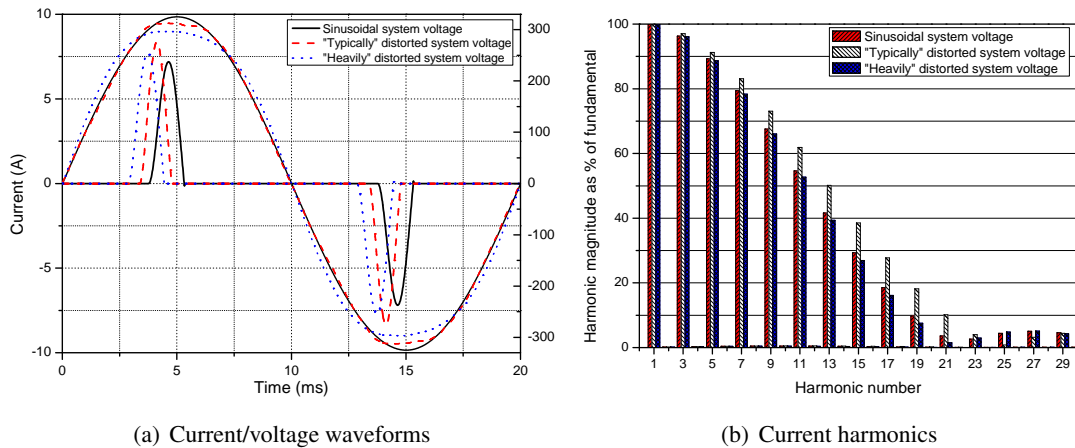 10
5
0
-5
-10
Current (A)
300
200
100
0
-100
-200
-300
Sinusoidal system voltage
"Typically" distorted system voltage
"Heavily" distorted system voltage
0
5
10
15
20
Time (ms)
(a) Current/voltage waveforms
100
80
60
40
20
0
Harmonic magnitude as % of fundamental
Sinusoidal system voltage
"Typically" distorted system voltage
"Heavily" distorted system voltage
1 3 5 7 9 11 13 15 17 19 21 23 25 27 29
Harmonic number
(b) Current harmonics